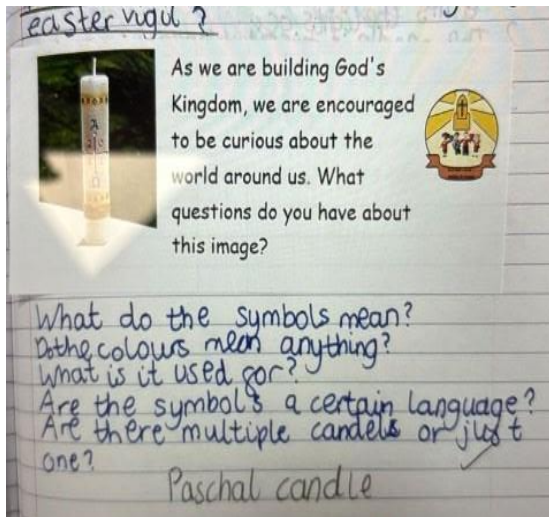 easter vigil?
As we are building God's
Kingdom, we are encouraged
to be curious about the
world around us. What
questions do you have about
this image?
What do the symbols mean?
Do the colours mean anything?
What is it used for?
Are the symbols a certain language?
Are there multiple candels or just
one?
Paschal candle